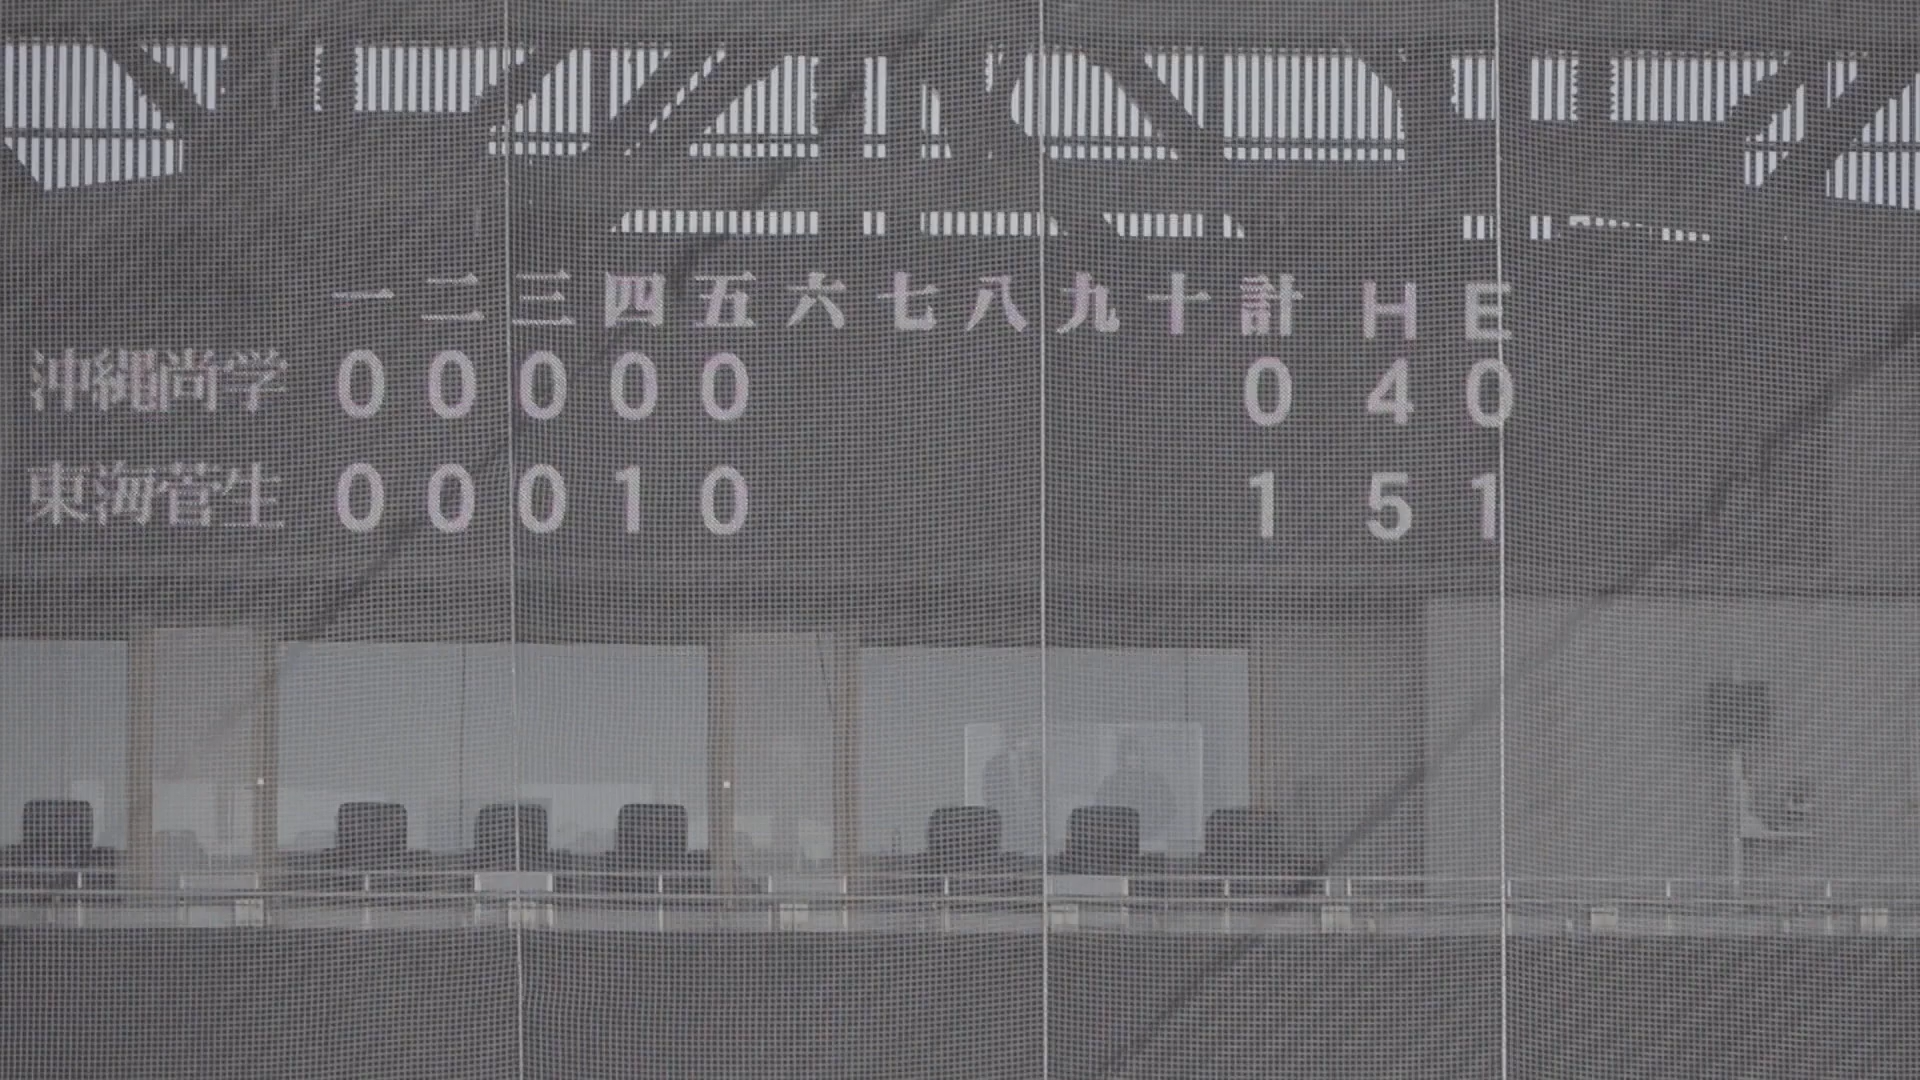 一 二 三 四 五 六 七 八 九 十 計 H E
沖縄尚学 0 0 0 0 0 0 4 0
東海菅生 0 0 0 1 0 1 5 1